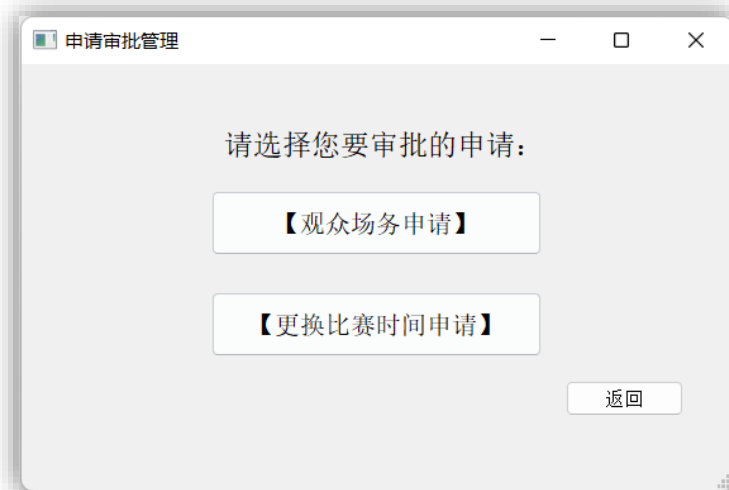 申请审批管理
请选择您要审批的申请：
【观众场务申请】
【更换比赛时间申请】
返回